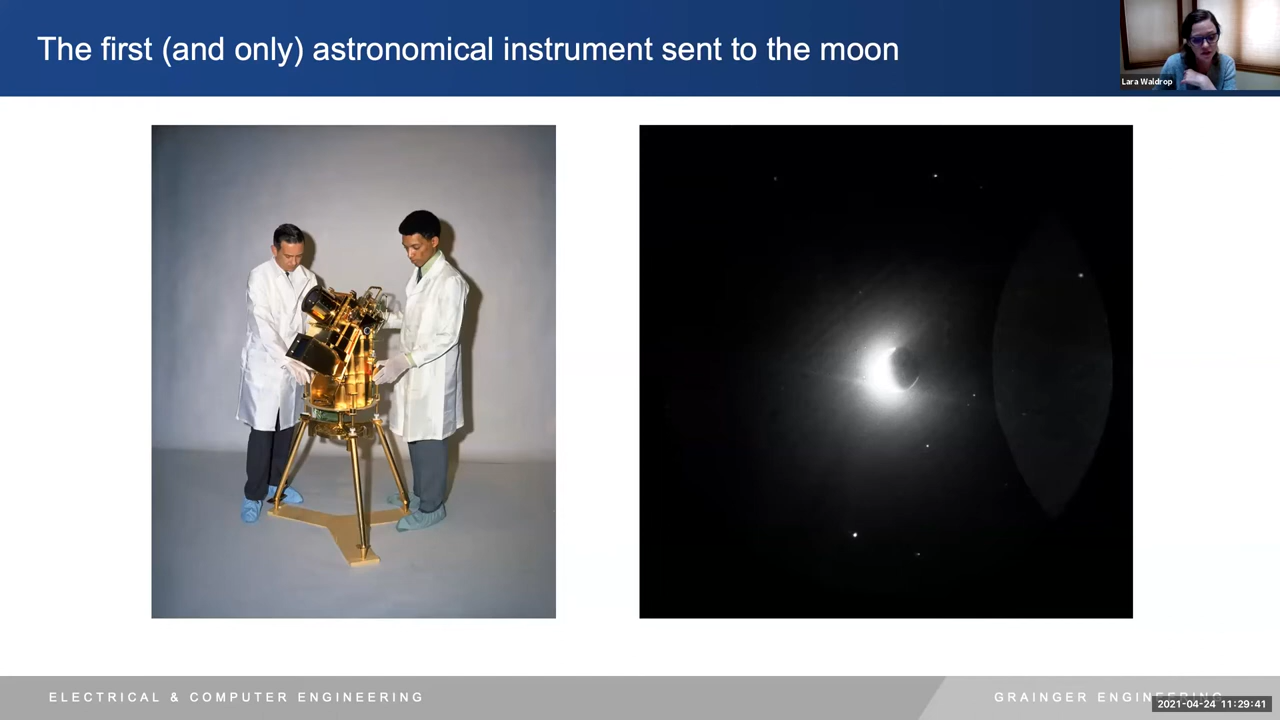 The first (and only) astronomical instrument sent to the moon
Lara Waldrop
ELECTRICAL & COMPUTER ENGINEERING
GRAINGER ENGINEERING
2021-04-24 11:29:41